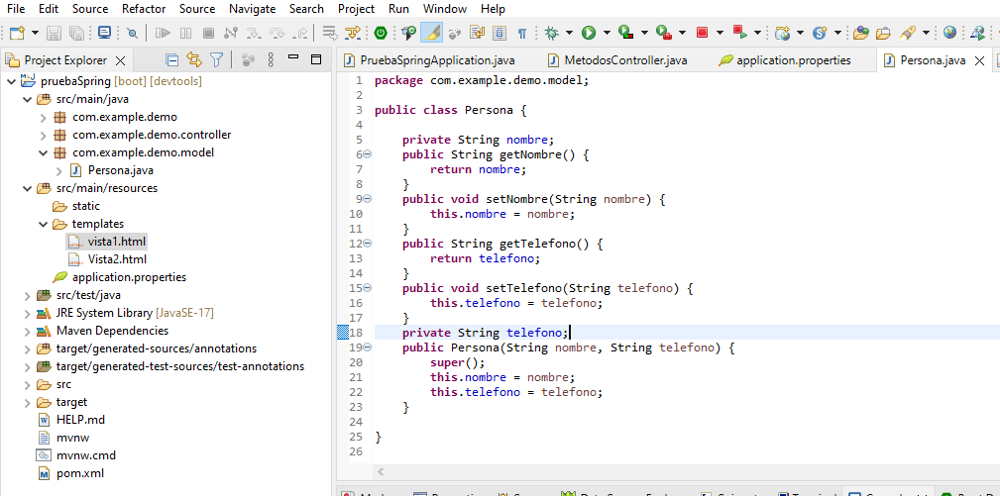 File Edit Source Refactor Source Navigate Search Project Run Window Help
Project Explorer
pruebaSpring [boot] [devtools]
src/main/java
com.example.demo
com.example.demo.controller
com.example.demo.model
Persona.java
src/main/resources
static
templates
vista1.html
Vista2.html
application.properties
src/test/java
JRE System Library [JavaSE-17]
Maven Dependencies
target/generated-sources/annotations
target/generated-test-sources/test-annotations
src
target
HELP.md
mvnw
mvnw.cmd
pom.xml
PruebaSpringApplication.java MetodosController.java application.properties Persona.java
1 package com.example.demo.model;
2
3 public class Persona {
4
5 private String nombre;
6 public String getNombre() {
7 return nombre;
8 }
9 public void setNombre(String nombre) {
10 this.nombre = nombre;
11 }
12 public String getTelefono() {
13 return telefono;
14 }
15 public void setTelefono(String telefono) {
16 this.telefono = telefono;
17 }
18 private String telefono;
19 public Persona(String nombre, String telefono) {
20 super();
21 this.nombre = nombre;
22 this.telefono = telefono;
23 }
24
25 }
26